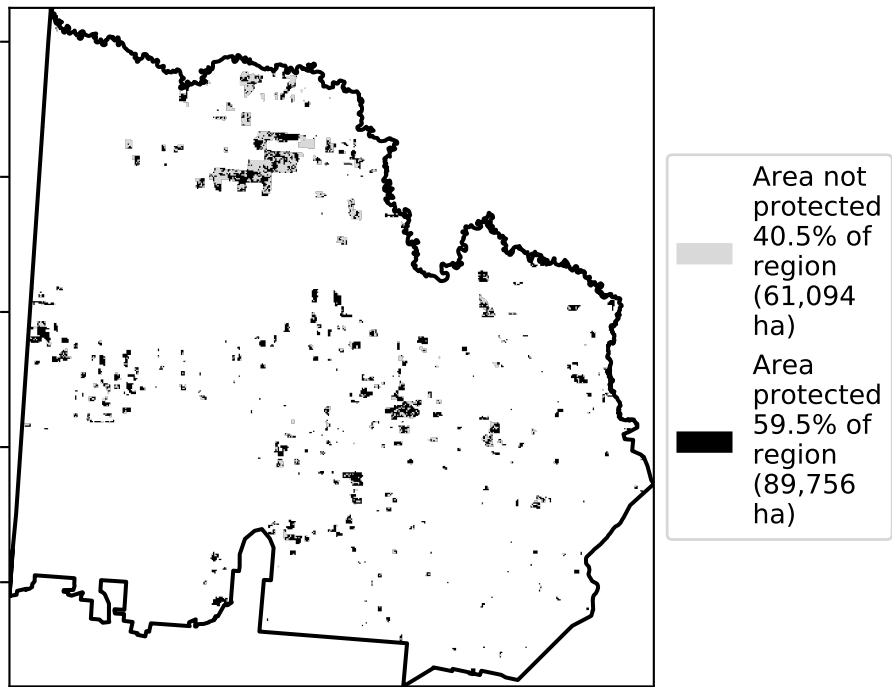 Area not
protected
40.5% of
region
(61,094
ha)
Area
protected
59.5% of
region
(89,756
ha)